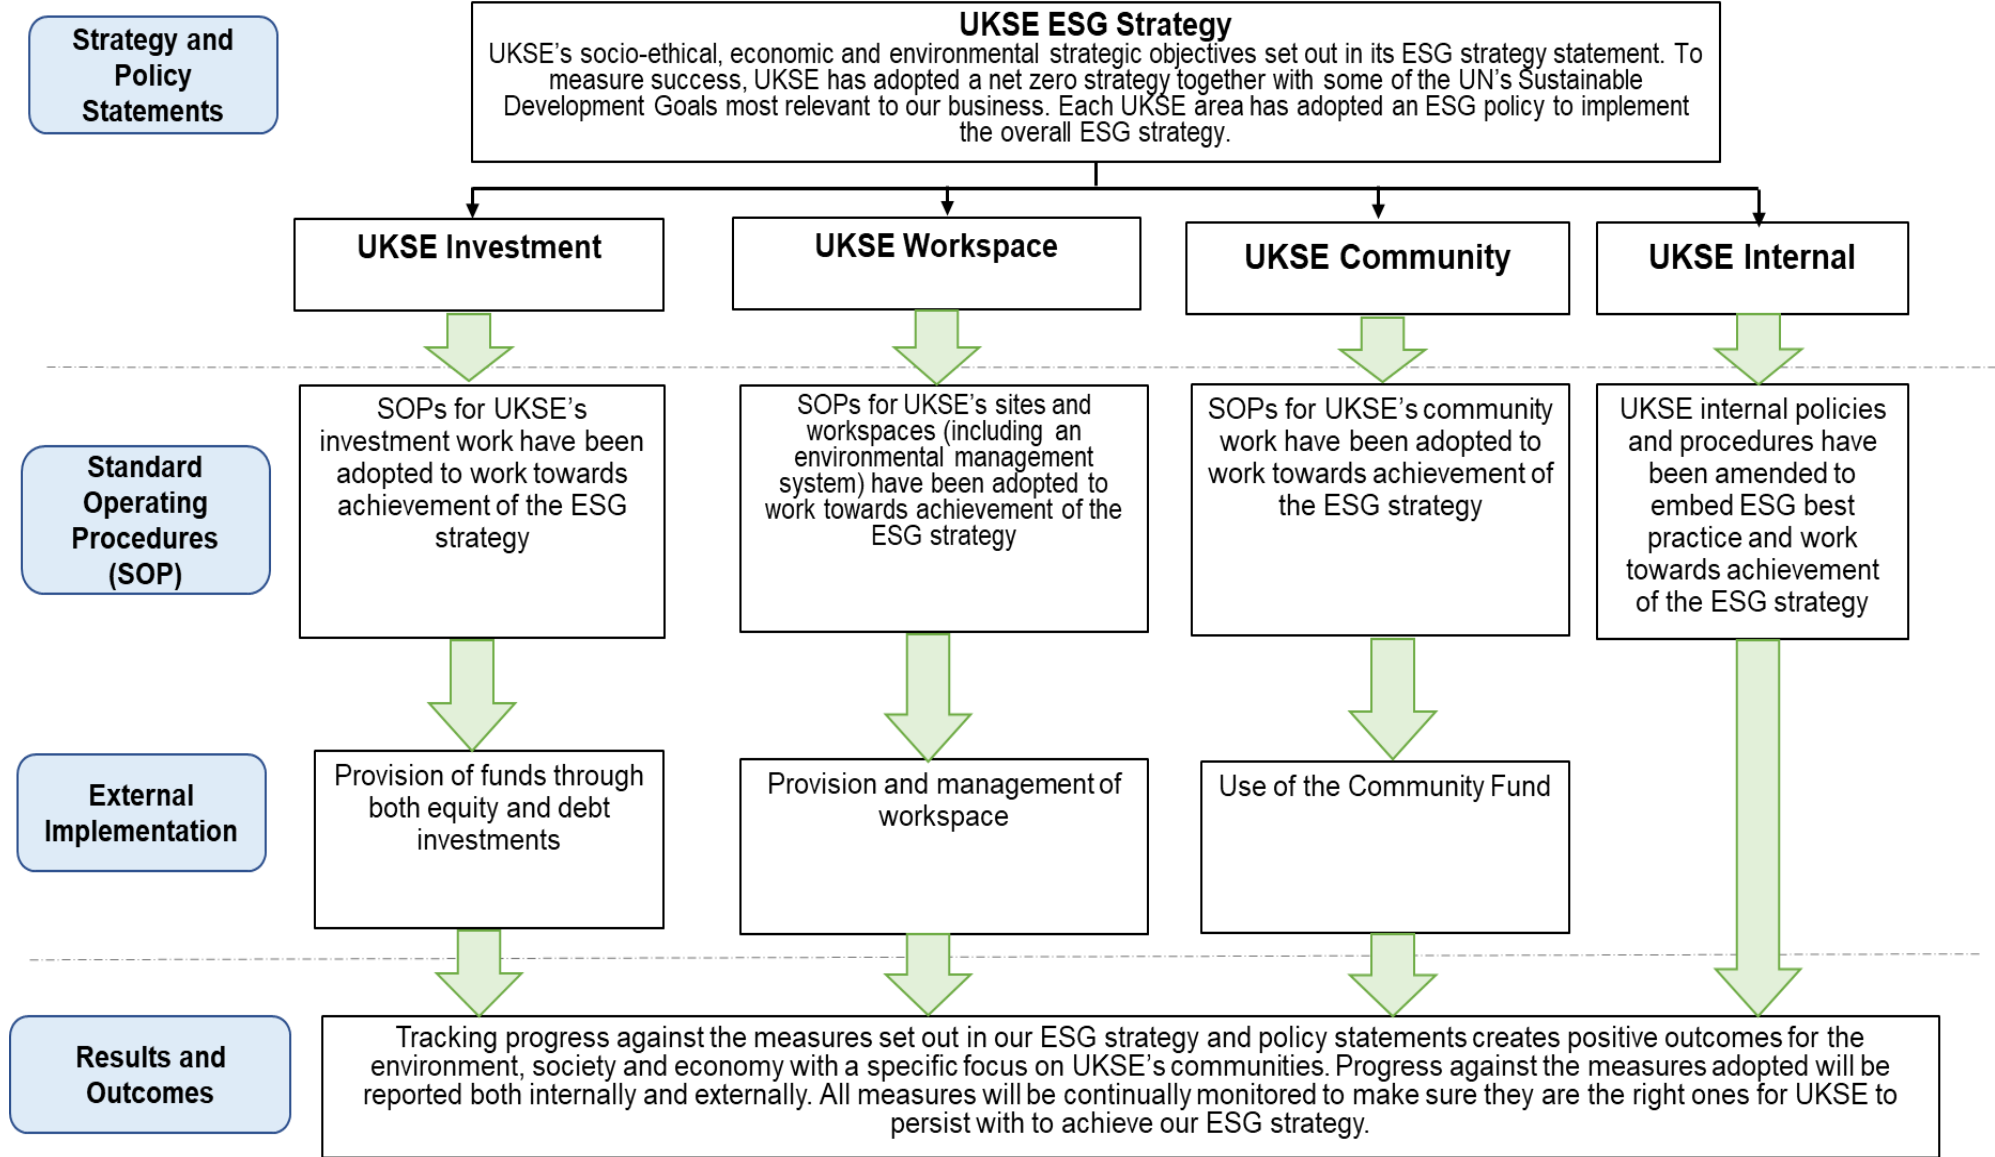 Strategy and
Policy
Statements
UKSE ESG Strategy
UKSE’s socio-ethical, economic and environmental strategic objectives set out in its ESG strategy statement. To
measure success, UKSE has adopted a net zero strategy together with some of the UN’s Sustainable
Development Goals most relevant to our business. Each UKSE area has adopted an ESG policy to implement
the overall ESG strategy.
UKSE Investment
UKSE Workspace
UKSE Community
UKSE Internal
Standard
Operating
Procedures
(SOP)
SOPs for UKSE’s
investment work have been
adopted to work towards
achievement of the ESG
strategy
SOPs for UKSE’s sites and
workspaces (including an
environmental management
system) have been adopted to
work towards achievement of the
ESG strategy
SOPs for UKSE’s community
work have been adopted to
work towards achievement of
the ESG strategy
UKSE internal policies
and procedures have
been amended to
embed ESG best
practice and work
towards achievement
of the ESG strategy
External
Implementation
Provision of funds through
both equity and debt
investments
Provision and management of
workspace
Use of the Community Fund
Results and
Outcomes
Tracking progress against the measures set out in our ESG strategy and policy statements creates positive outcomes for the
environment, society and economy with a specific focus on UKSE’s communities. Progress against the measures adopted will be
reported both internally and externally. All measures will be continually monitored to make sure they are the right ones for UKSE to
persist with to achieve our ESG strategy.